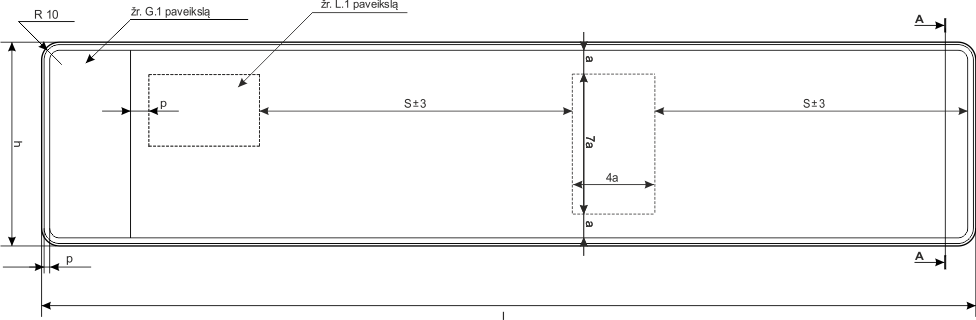 žr. L.1 paveikslą
R 10
žr. G.1 paveikslą
A
a
p
S±3
S±3
h
7a
4a
a
A
p
l